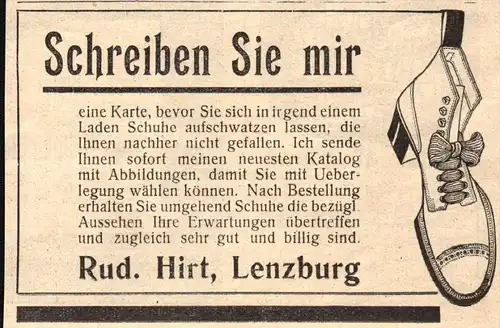 Schreiben Sie mir
eine Karte, bevor Sie sich in irgend einem
Laden Schuhe aufschwatzen lassen, die
Ihnen nachher nicht gefallen. Ich sende
Ihnen sofort meinen neuesten Katalog
mit Abbildungen, damit Sie mit Ueber-
legung wählen können. Nach Bestellung
erhalten Sie umgehend Schuhe die bezügl.
Aussehen Ihre Erwartungen übertreffen
und zugleich sehr gut und billig sind.
Rud. Hirt, Lenzburg